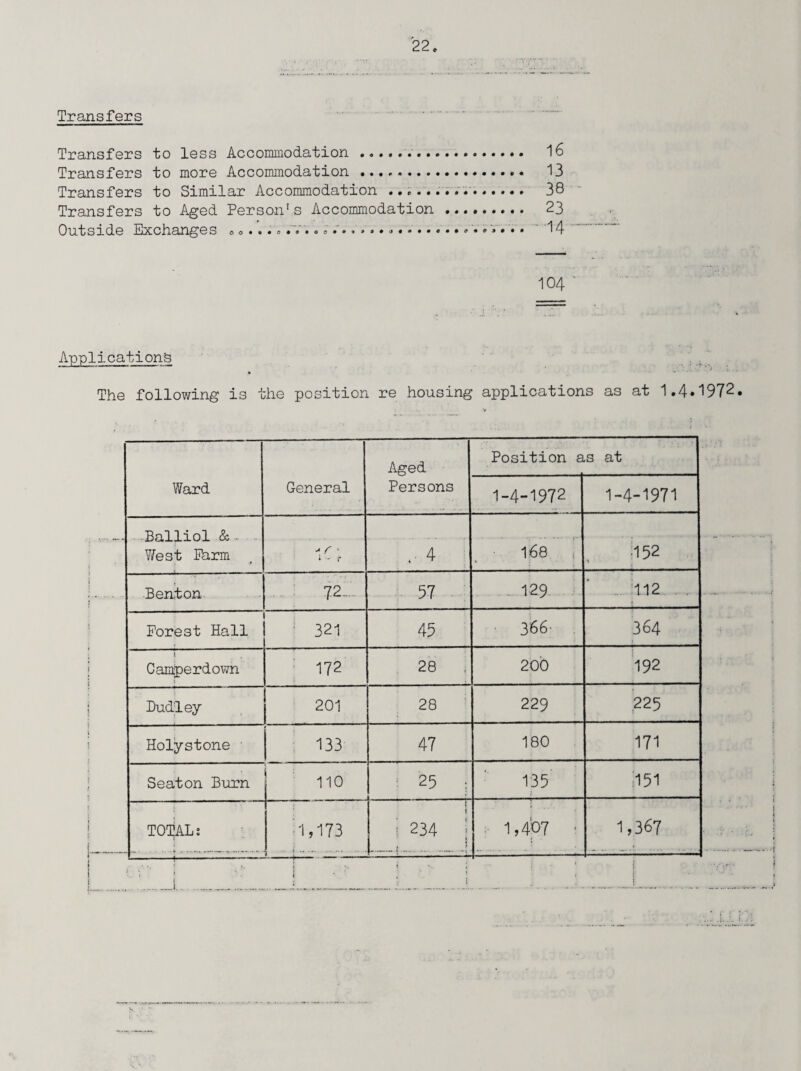 22.
Transfers
Transfers to less Accommodation .................... 16
Transfers to more Accommodation .................... 13
Transfers to Similar Accommodation ................ 38
Transfers to Aged Person's Accommodation ......... 23
Outside Exchanges ................................ 14
104
Applications
The following is the position re housing applications as at 1.4.1972.
Ward General Aged Persons Position as at
1-4-1972 1-4-1971
Balliol & West Farm 4 168 152
Benton 72 57 129 112
Forest Hall 321 45 366 364
Camperdown 172 28 200 192
Dudley 201 28 229 225
Holystone 133 47 180 171
Seaton Burn 110 25 135 151
TOTAL: 1,173 234 1,407 1,367